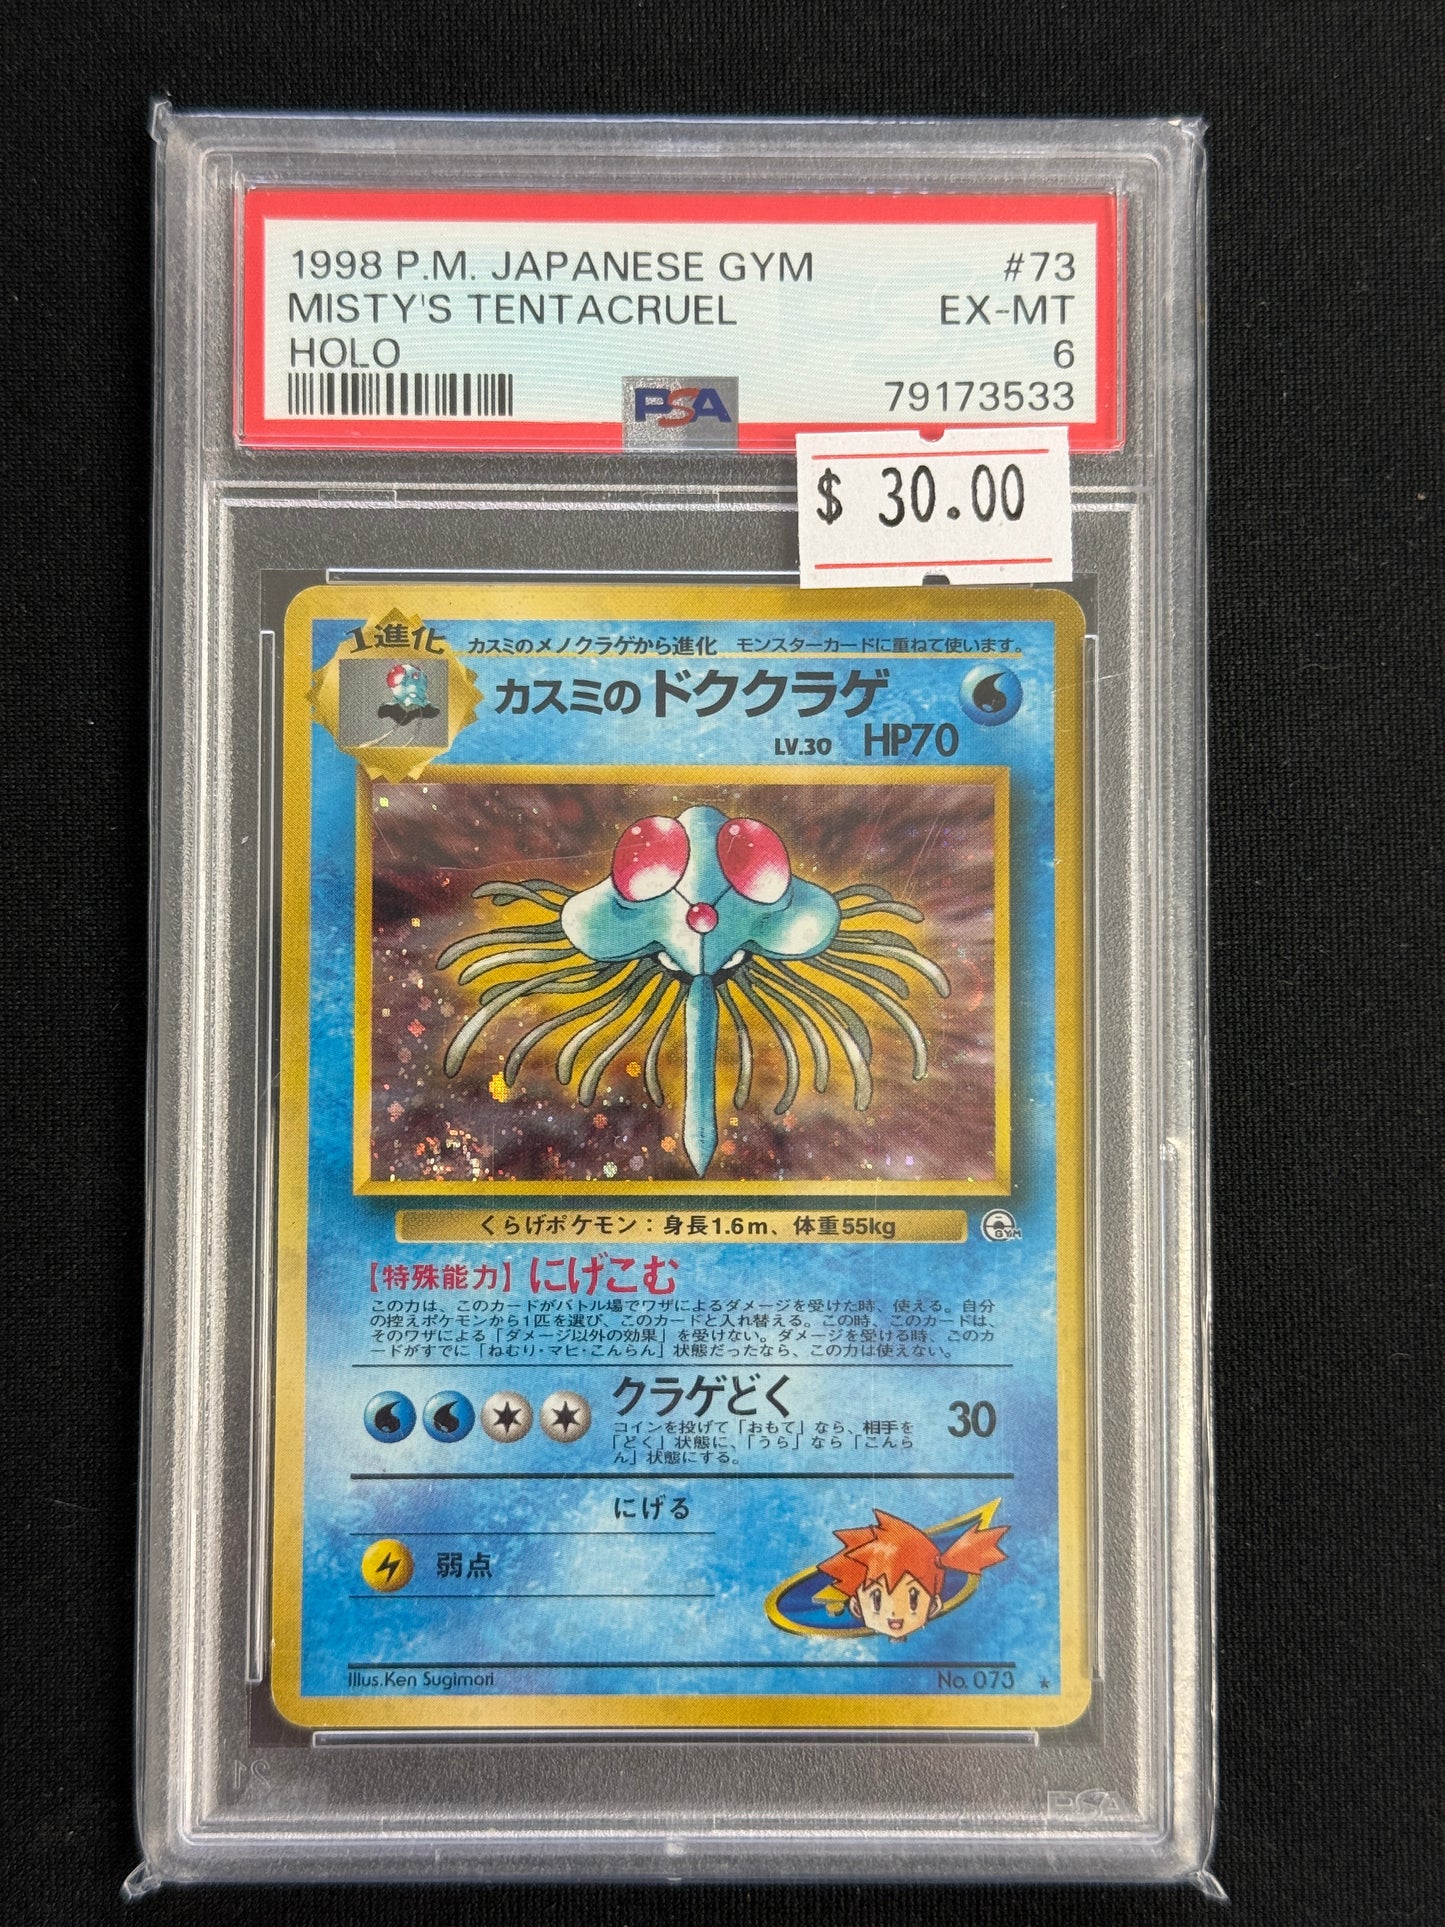 1998 P.M. JAPANESE GYM #73
MISTY'S TENTACRUEL EX-MT
HOLO 6
79173533
PSA
$ 30.00
1進化
カスミのメノクラゲから進化 モンスターカードに重ねて使います。
カスミのドククラゲ
LV.30 HP70
くらげポケモン：身長1.6m、体重55kg
GYM
【特殊能力】にげこむ
この力は、このカードがバトル場でワザによるダメージを受けた時、使える。自分
の控えポケモンから1匹を選び、このカードと入れ替える。この時、このカードは、
そのワザによる「ダメージ以外の効果」を受けない。ダメージを受ける時、このカ
ードがすでに「ねむり・マヒ・こんらん」状態だったなら、この力は使えない。
クラゲどく 30
コインを投げて「おもて」なら、相手を
「どく」状態に、「うら」なら「こんら
ん」状態にする。
にげる
弱点
Illus.Ken Sugimori No.073 ★
PSA